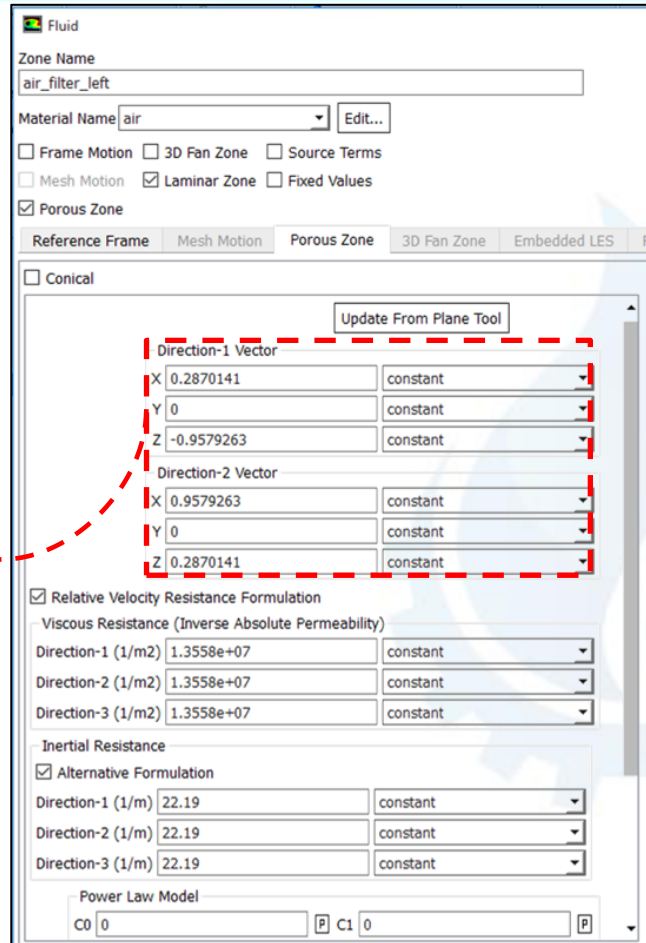 Fluid
Zone Name
air_filter_left
Material Name air Edit...
Frame Motion 3D Fan Zone Source Terms
Mesh Motion Laminar Zone Fixed Values
Porous Zone
Reference Frame Mesh Motion Porous Zone 3D Fan Zone Embedded LES
Conical
Update From Plane Tool
Direction-1 Vector
X 0.2870141 constant
Y 0 constant
Z -0.9579263 constant
Direction-2 Vector
X 0.9579263 constant
Y 0 constant
Z 0.2870141 constant
Relative Velocity Resistance Formulation
Viscous Resistance (Inverse Absolute Permeability)
Direction-1 (1/m2) 1.3558e+07 constant
Direction-2 (1/m2) 1.3558e+07 constant
Direction-3 (1/m2) 1.3558e+07 constant
Inertial Resistance
Alternative Formulation
Direction-1 (1/m) 22.19 constant
Direction-2 (1/m) 22.19 constant
Direction-3 (1/m) 22.19 constant
Power Law Model
C0 0 P C1 0 P